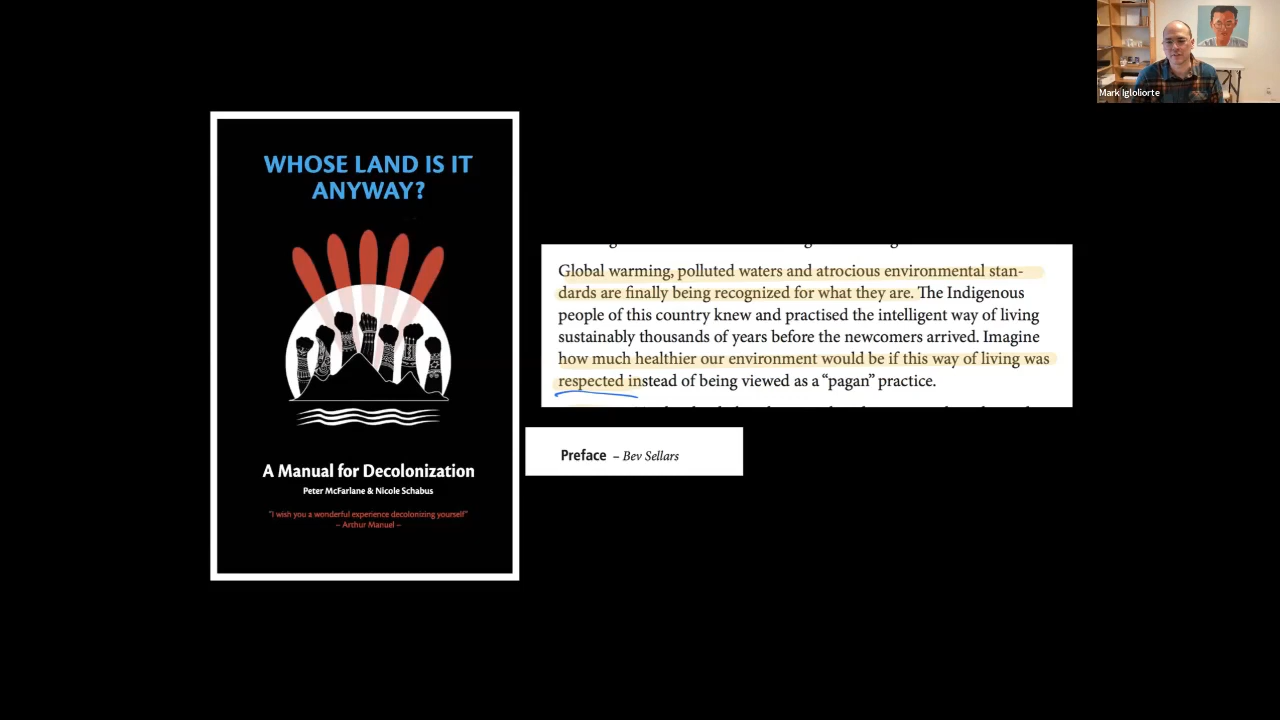 Mark Igloliorte
WHOSE LAND IS IT
ANYWAY?
A Manual for Decolonization
Peter McFarlane & Nicole Schabus
"I wish you a wonderful experience decolonizing yourself"
– Arthur Manuel –
Global warming, polluted waters and atrocious environmental stan-
dards are finally being recognized for what they are. The Indigenous
people of this country knew and practised the intelligent way of living
sustainably thousands of years before the newcomers arrived. Imagine
how much healthier our environment would be if this way of living was
respected instead of being viewed as a “pagan” practice.
Preface – Bev Sellars